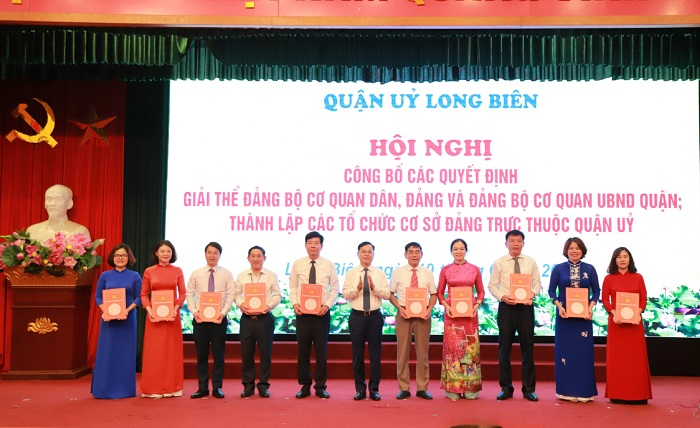 QUẬN UỶ LONG BIÊN
HỘI NGHỊ
CÔNG BỐ CÁC QUYẾT ĐỊNH
GIẢI THỂ ĐẢNG BỘ CƠ QUAN DÂN, ĐẢNG VÀ ĐẢNG BỘ CƠ QUAN UBND QUẬN;
THÀNH LẬP CÁC TỔ CHỨC CƠ SỞ ĐẢNG TRỰC THUỘC QUẬN UỶ